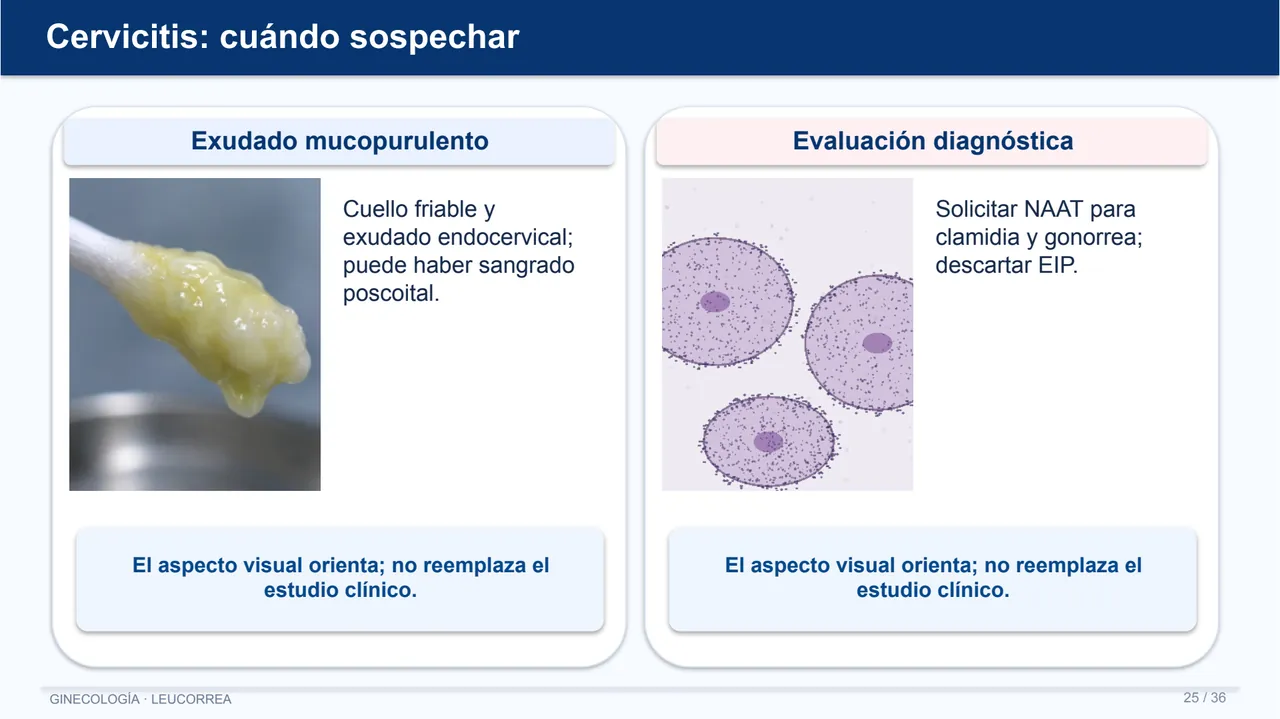 Cervicitis: cuándo sospechar
Exudado mucopurulento
Cuello friable y
exudado endocervical;
puede haber sangrado
poscoital.
El aspecto visual orienta; no reemplaza el
estudio clínico.
Evaluación diagnóstica
Solicitar NAAT para
clamidia y gonorrea;
descartar EIP.
El aspecto visual orienta; no reemplaza el
estudio clínico.
GINECOLOGÍA · LEUCORREA
25 / 36